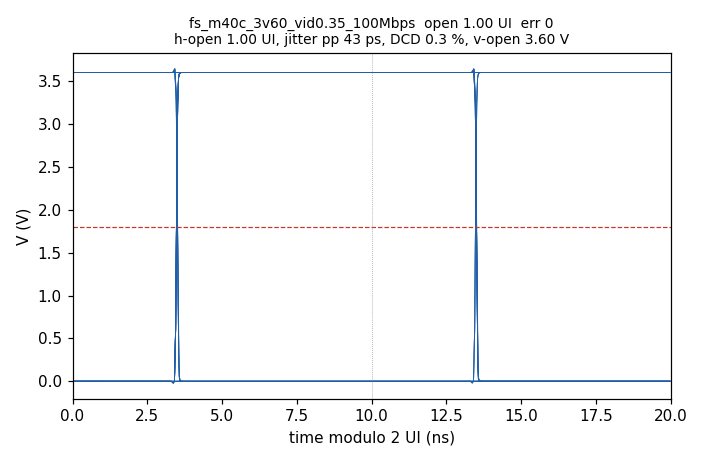 fs_m40c_3v60_vid0.35_100Mbps open 1.00 UI err 0
h-open 1.00 UI, jitter pp 43 ps, DCD 0.3 %, v-open 3.60 V
V (V)
3.5
3.0
2.5
2.0
1.5
1.0
0.5
0.0
0.0 2.5 5.0 7.5 10.0 12.5 15.0 17.5 20.0
time modulo 2 UI (ns)